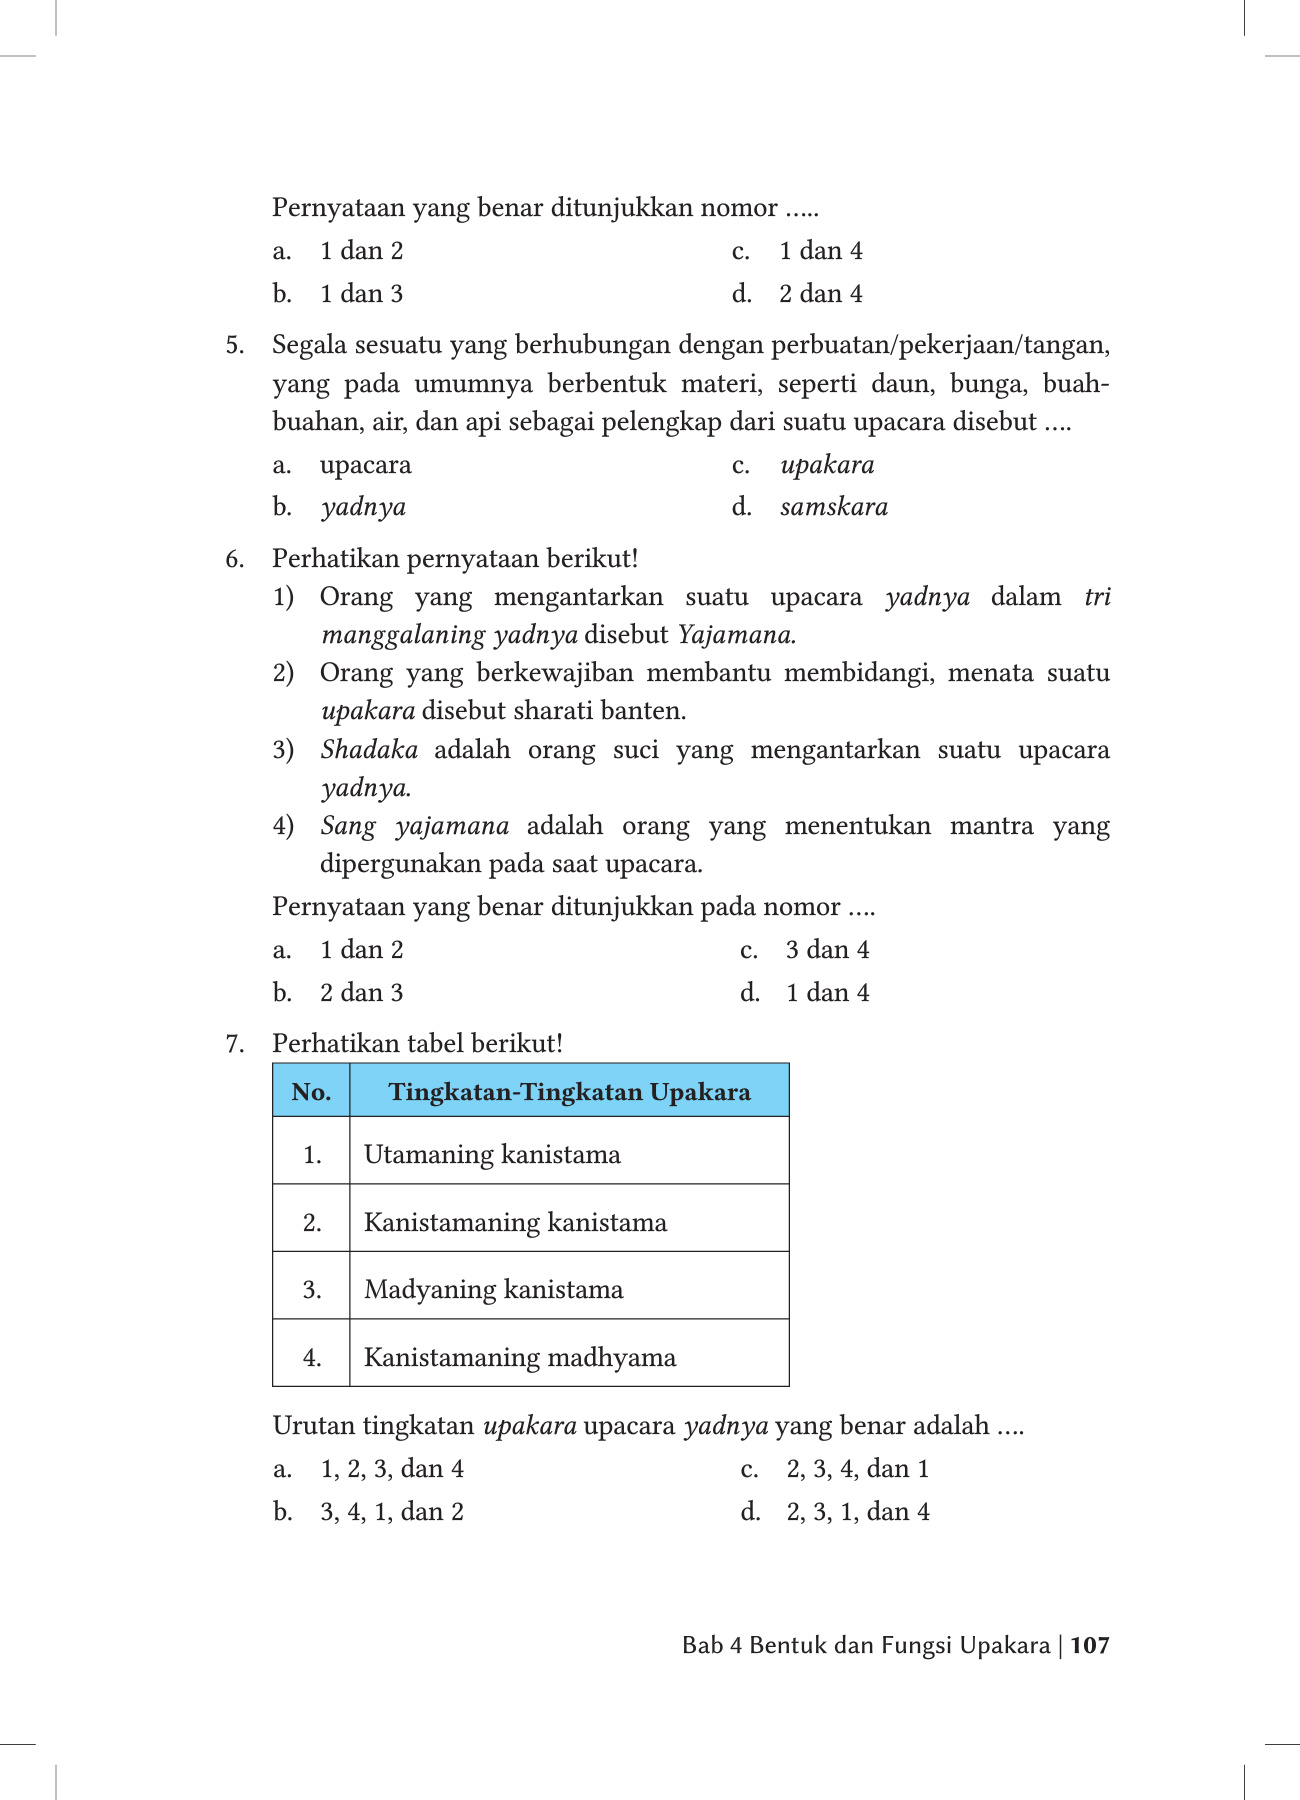 Pernyataan yang benar ditunjukkan nomor …..
a. 1 dan 2 c. 1 dan 4
b. 1 dan 3 d. 2 dan 4
5. Segala sesuatu yang berhubungan dengan perbuatan/pekerjaan/tangan,
yang pada umumnya berbentuk materi, seperti daun, bunga, buah-
buahan, air, dan api sebagai pelengkap dari suatu upacara disebut ….
a. upacara c. upakara
b. yadnya d. samskara
6. Perhatikan pernyataan berikut!
1) Orang yang mengantarkan suatu upacara yadnya dalam tri
manggalaning yadnya disebut Yajamana.
2) Orang yang berkewajiban membantu membidangi, menata suatu
upakara disebut sharati banten.
3) Shadaka adalah orang suci yang mengantarkan suatu upacara
yadnya.
4) Sang yajamana adalah orang yang menentukan mantra yang
dipergunakan pada saat upacara.
Pernyataan yang benar ditunjukkan pada nomor ….
a. 1 dan 2 c. 3 dan 4
b. 2 dan 3 d. 1 dan 4
7. Perhatikan tabel berikut!
No. Tingkatan-Tingkatan Upakara
1. Utamaning kanistama
2. Kanistamaning kanistama
3. Madyaning kanistama
4. Kanistamaning madhyama
Urutan tingkatan upakara upacara yadnya yang benar adalah ….
a. 1, 2, 3, dan 4 c. 2, 3, 4, dan 1
b. 3, 4, 1, dan 2 d. 2, 3, 1, dan 4
Bab 4 Bentuk dan Fungsi Upakara | 107